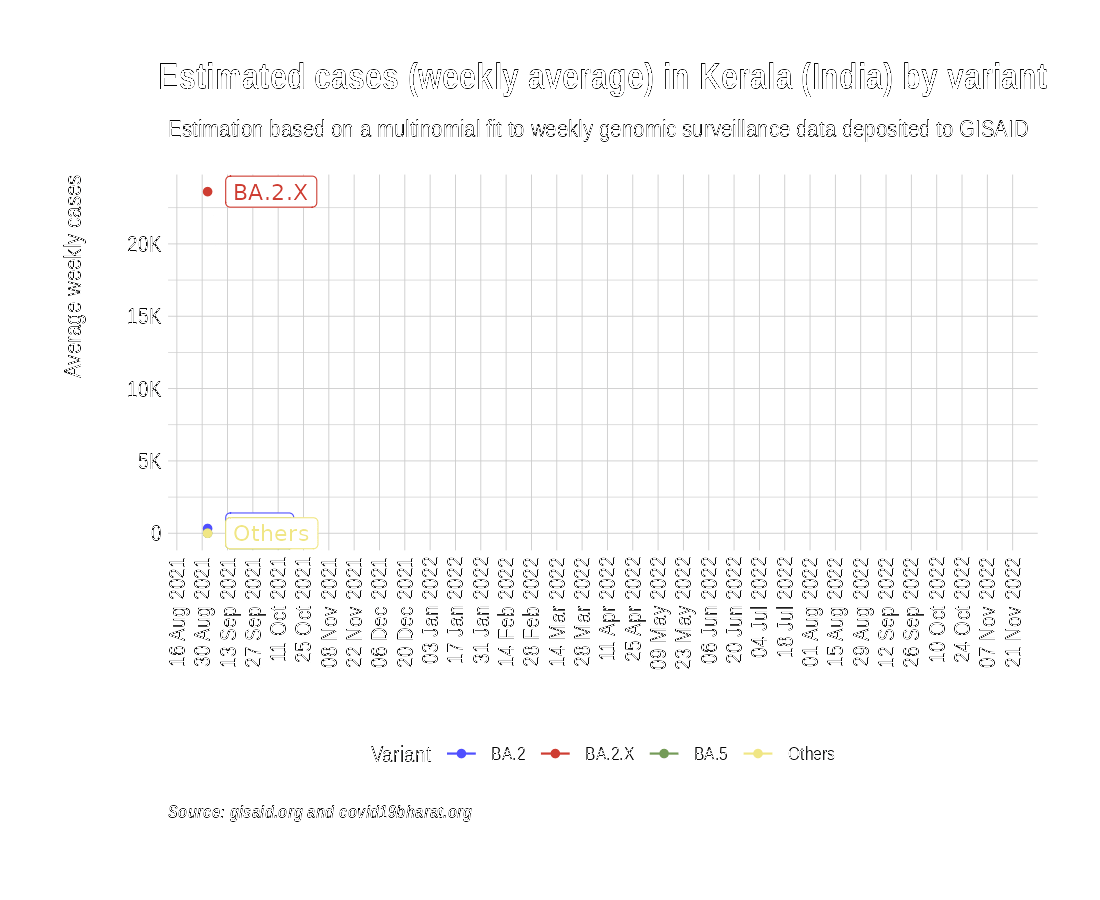 Estimated cases (weekly average) in Kerala (India) by variant
Estimation based on a multinomial fit to weekly genomic surveillance data deposited to GISAID
Average weekly cases
BA.2.X
20K
15K
10K
5K
0
Others
16 Aug 2021
30 Aug 2021
13 Sep 2021
27 Sep 2021
11 Oct 2021
25 Oct 2021
08 Nov 2021
22 Nov 2021
06 Dec 2021
20 Dec 2021
03 Jan 2022
17 Jan 2022
31 Jan 2022
14 Feb 2022
28 Feb 2022
14 Mar 2022
28 Mar 2022
11 Apr 2022
25 Apr 2022
09 May 2022
23 May 2022
06 Jun 2022
20 Jun 2022
04 Jul 2022
18 Jul 2022
01 Aug 2022
15 Aug 2022
29 Aug 2022
12 Sep 2022
26 Sep 2022
10 Oct 2022
24 Oct 2022
07 Nov 2022
21 Nov 2022
Variant BA.2 BA.2.X BA.5 Others
Source: gisaid.org and covid19bharat.org